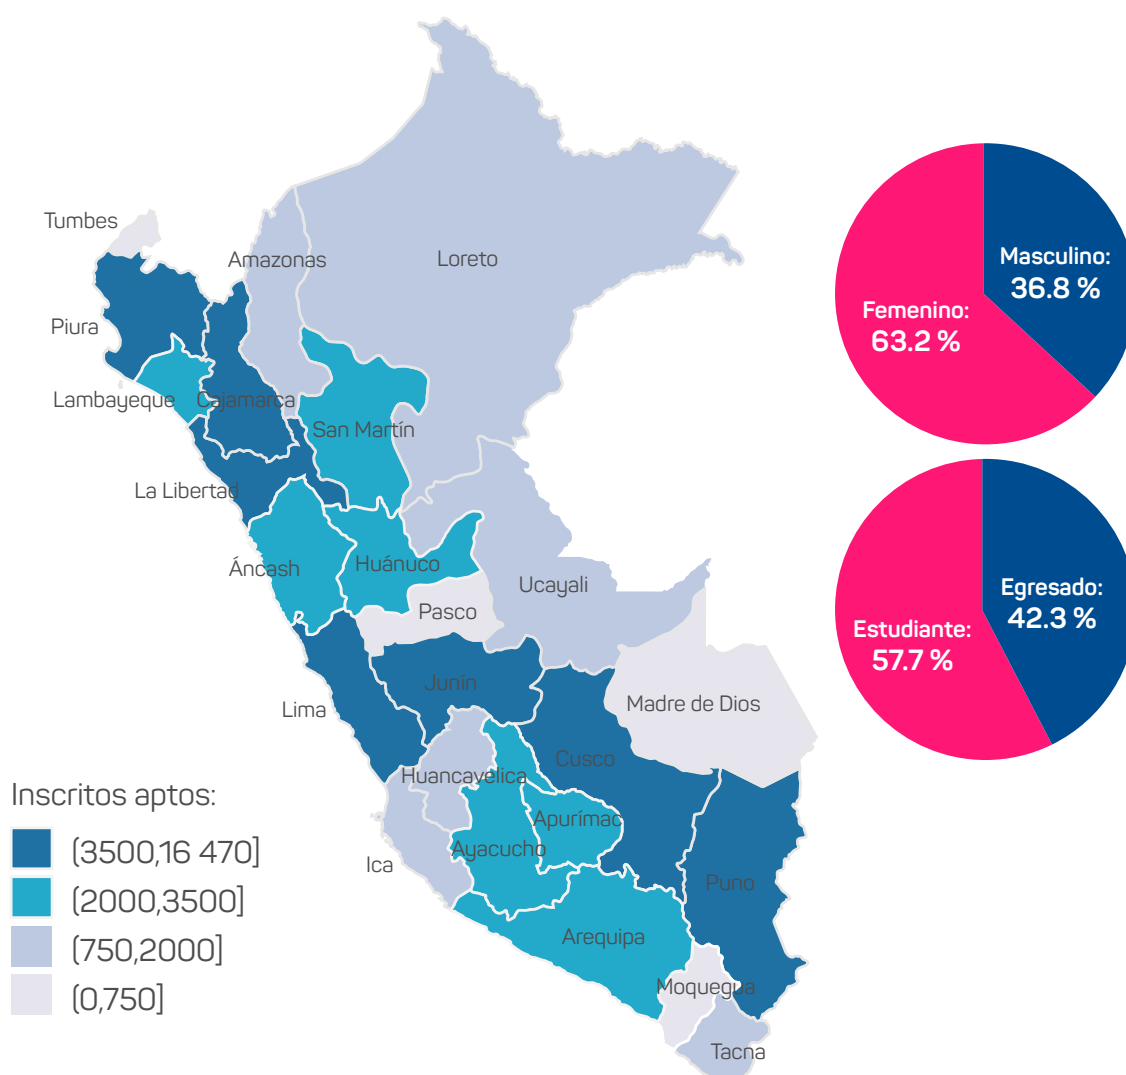 Tumbes
Amazonas
Loreto
Piura
Lambayeque
Cajamarca
San Martín
La Libertad
Áncash
Huánuco
Ucayali
Pasco
Junín
Lima
Madre de Dios
Cusco
Huancavelica
Apurímac
Ayacucho
Ica
Puno
Arequipa
Moquegua
Tacna
Masculino:
36.8 %
Femenino:
63.2 %
Egresado:
42.3 %
Estudiante:
57.7 %
Inscritos aptos:
(3500,16 470]
(2000,3500]
(750,2000]
(0,750]